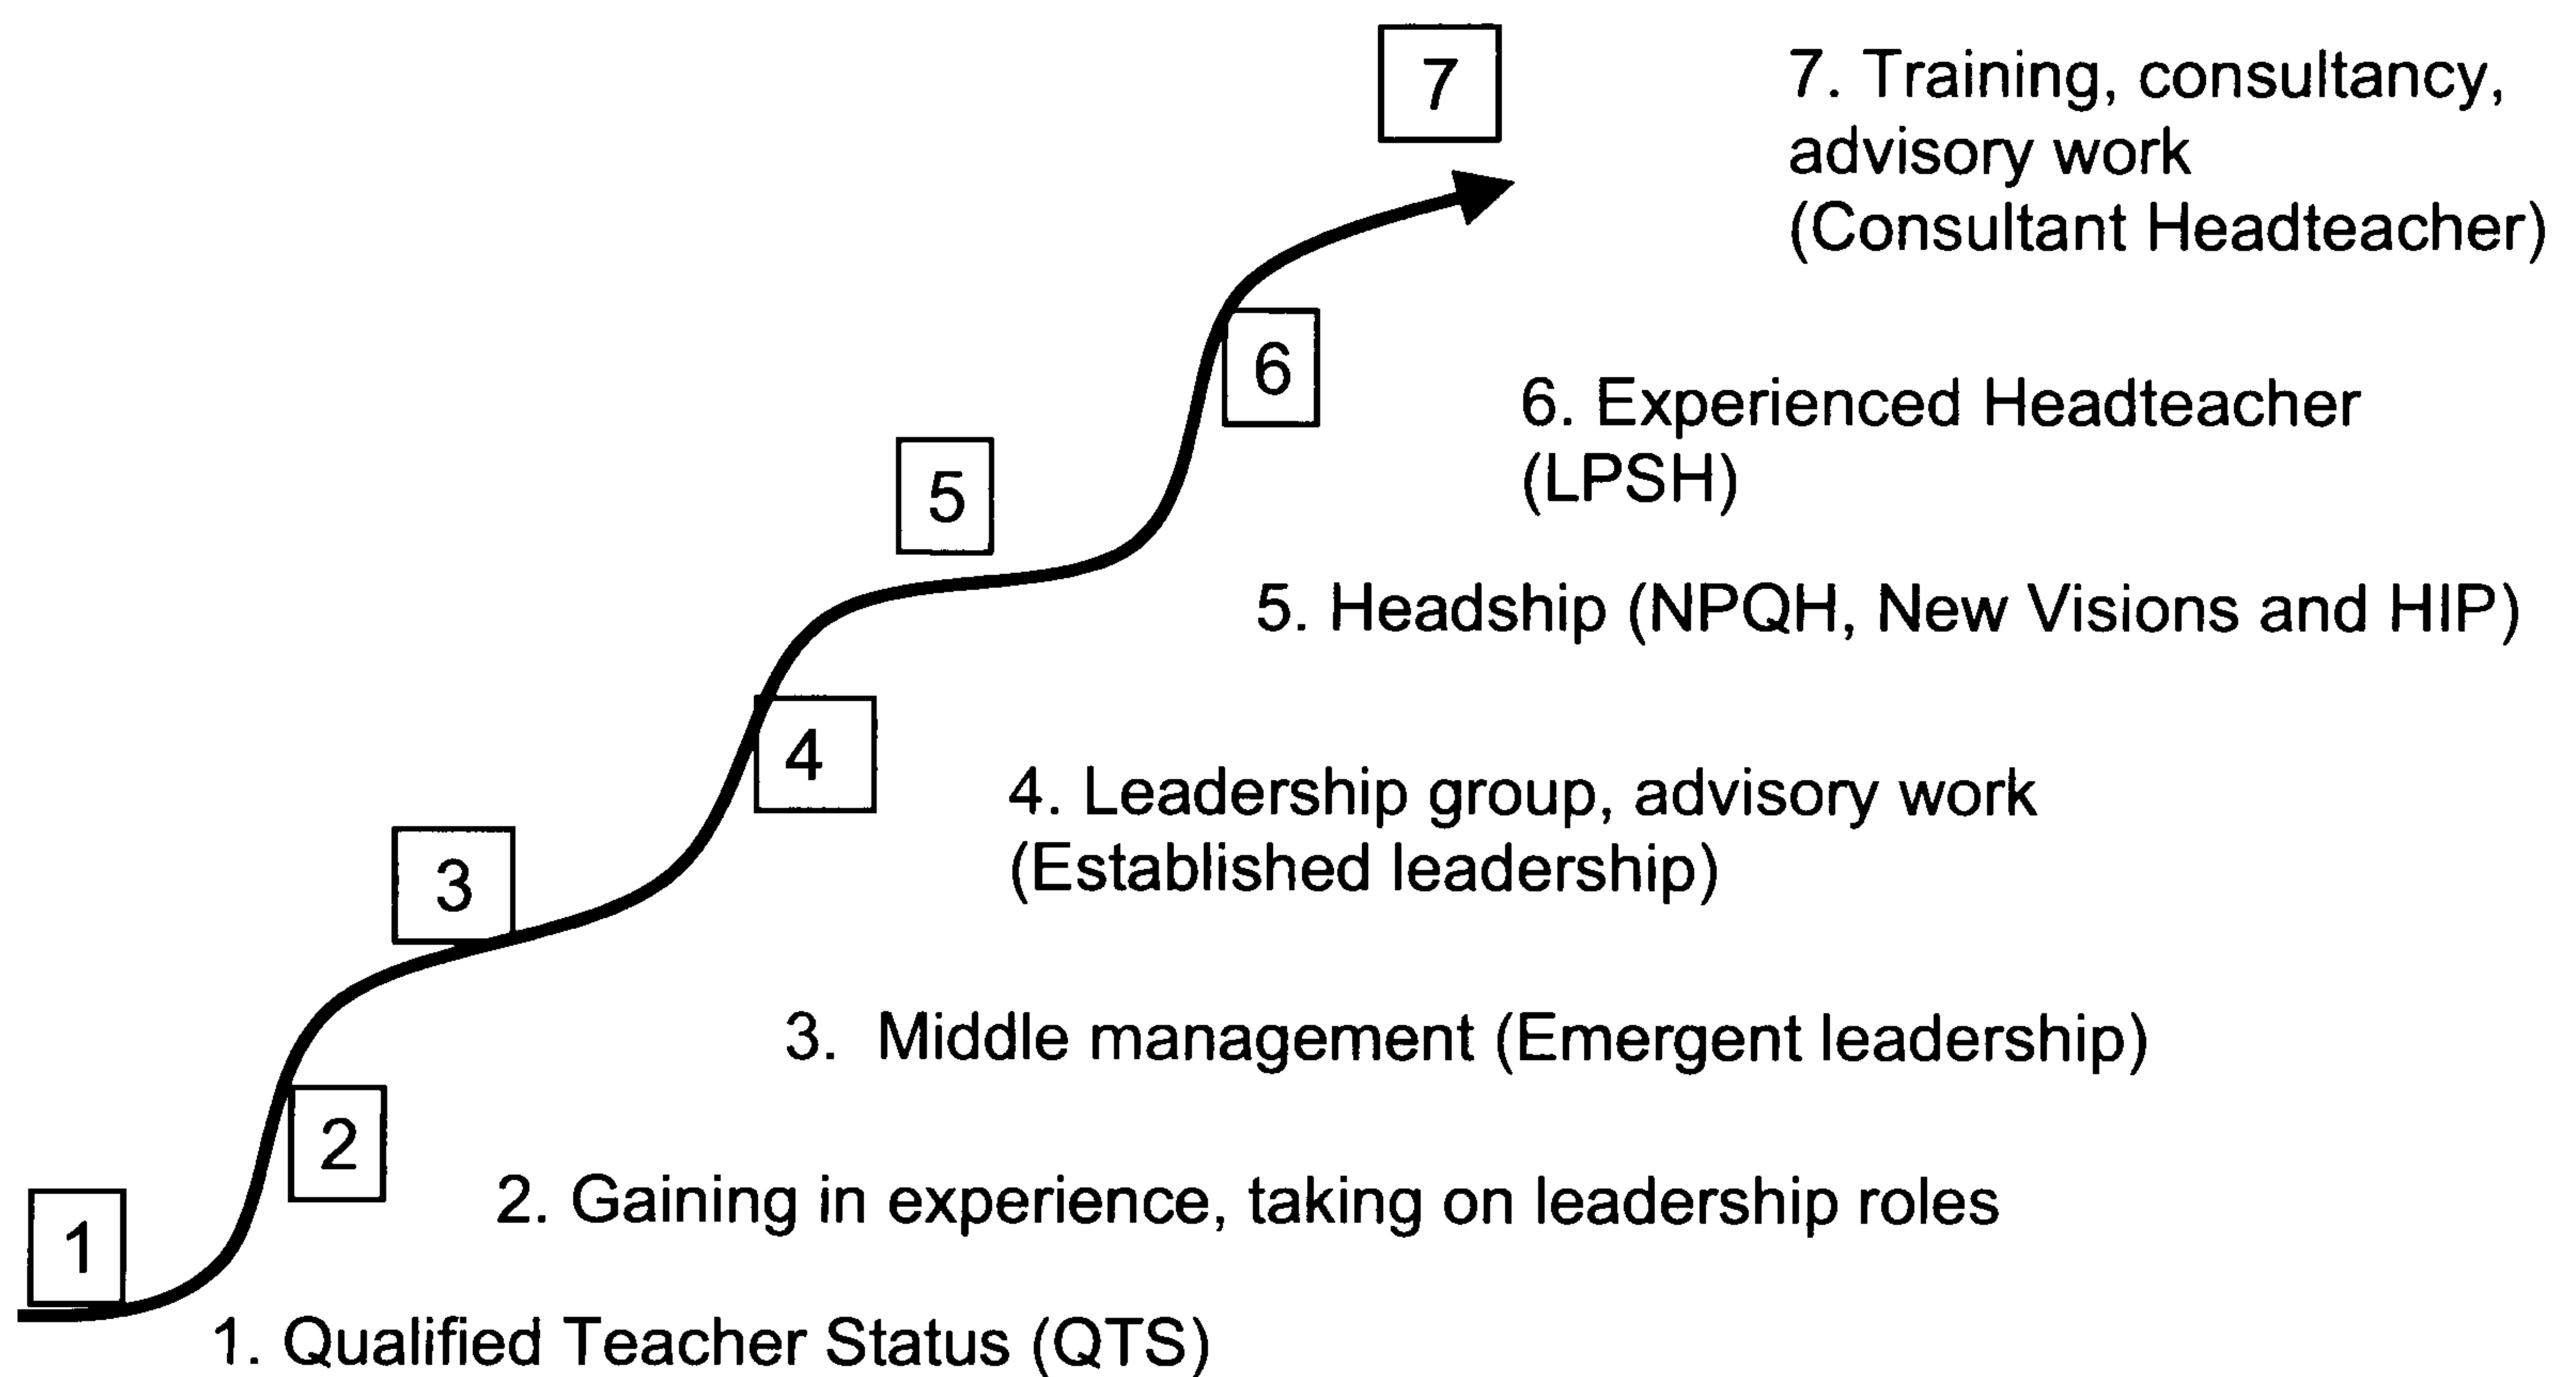 7
7. Training, consultancy,
advisory work
(Consultant Headteacher)
6
6. Experienced Headteacher
(LPSH)
5
5. Headship (NPQH, New Visions and HIP)
4
4. Leadership group, advisory work
(Established leadership)
3
3. Middle management (Emergent leadership)
2
2. Gaining in experience, taking on leadership roles
1
1. Qualified Teacher Status (QTS)